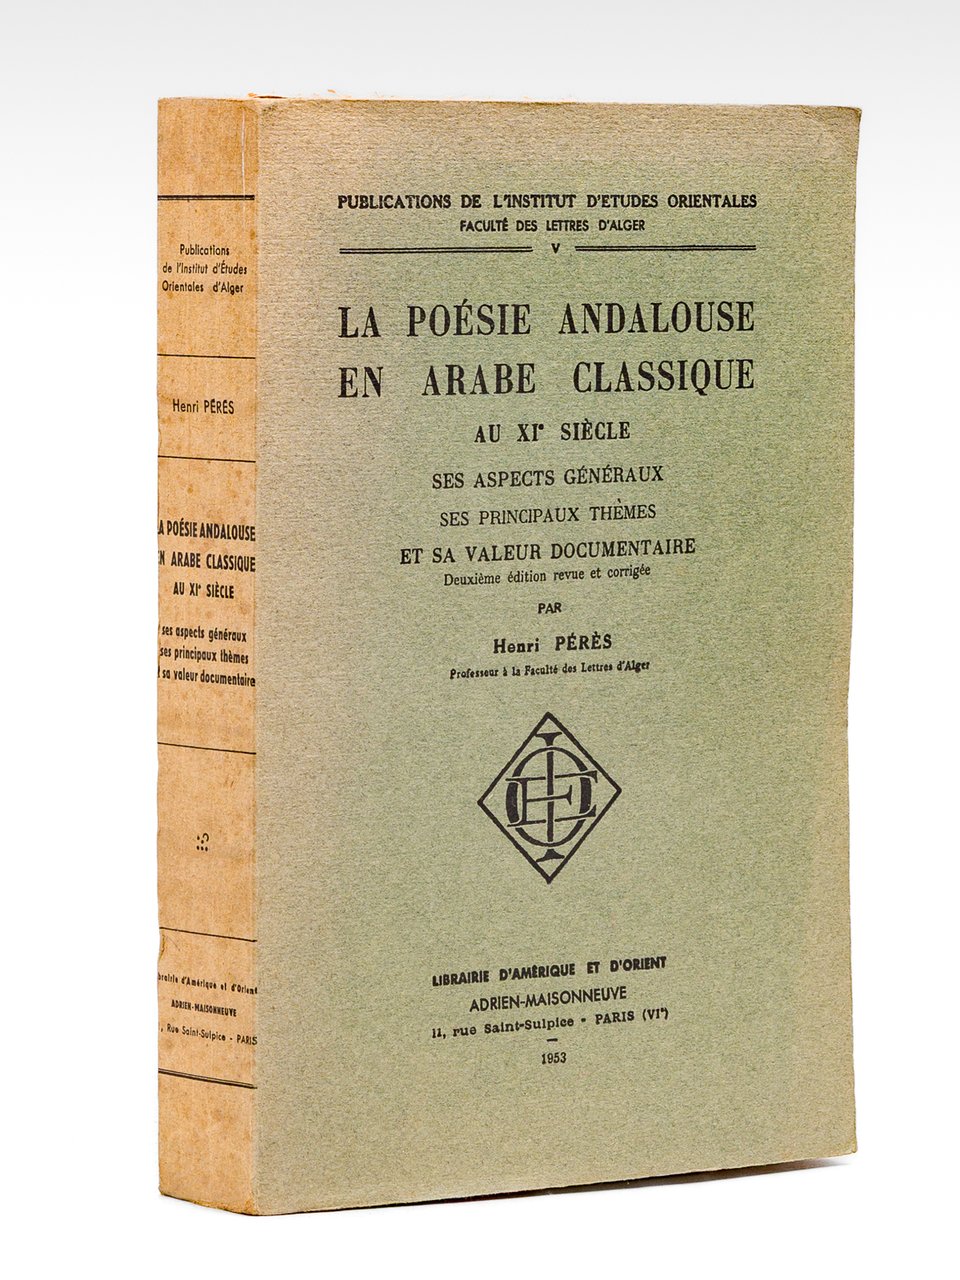 Publications
de l'Institut d'Études
Orientales d'Alger
Henri PÉRÈS
LA POÉSIE ANDALOUSE
EN ARABE CLASSIQUE
AU XIe SIÈCLE
ses aspects généraux
ses principaux thèmes
sa valeur documentaire
d'Amérique et d'Orient
ADRIEN-MAISONNEUVE
Rue Saint-Sulpice - PARIS
PUBLICATIONS DE L'INSTITUT D'ETUDES ORIENTALES
FACULTÉ DES LETTRES D'ALGER
V
LA POÉSIE ANDALOUSE
EN ARABE CLASSIQUE
AU XIe SIÈCLE
SES ASPECTS GÉNÉRAUX
SES PRINCIPAUX THÈMES
ET SA VALEUR DOCUMENTAIRE
Deuxième édition revue et corrigée
PAR
Henri PÉRÈS
Professeur à la Faculté des Lettres d'Alger
LIBRAIRIE D'AMÉRIQUE ET D'ORIENT
ADRIEN-MAISONNEUVE
11, rue Saint-Sulpice - PARIS (VIe)
1953